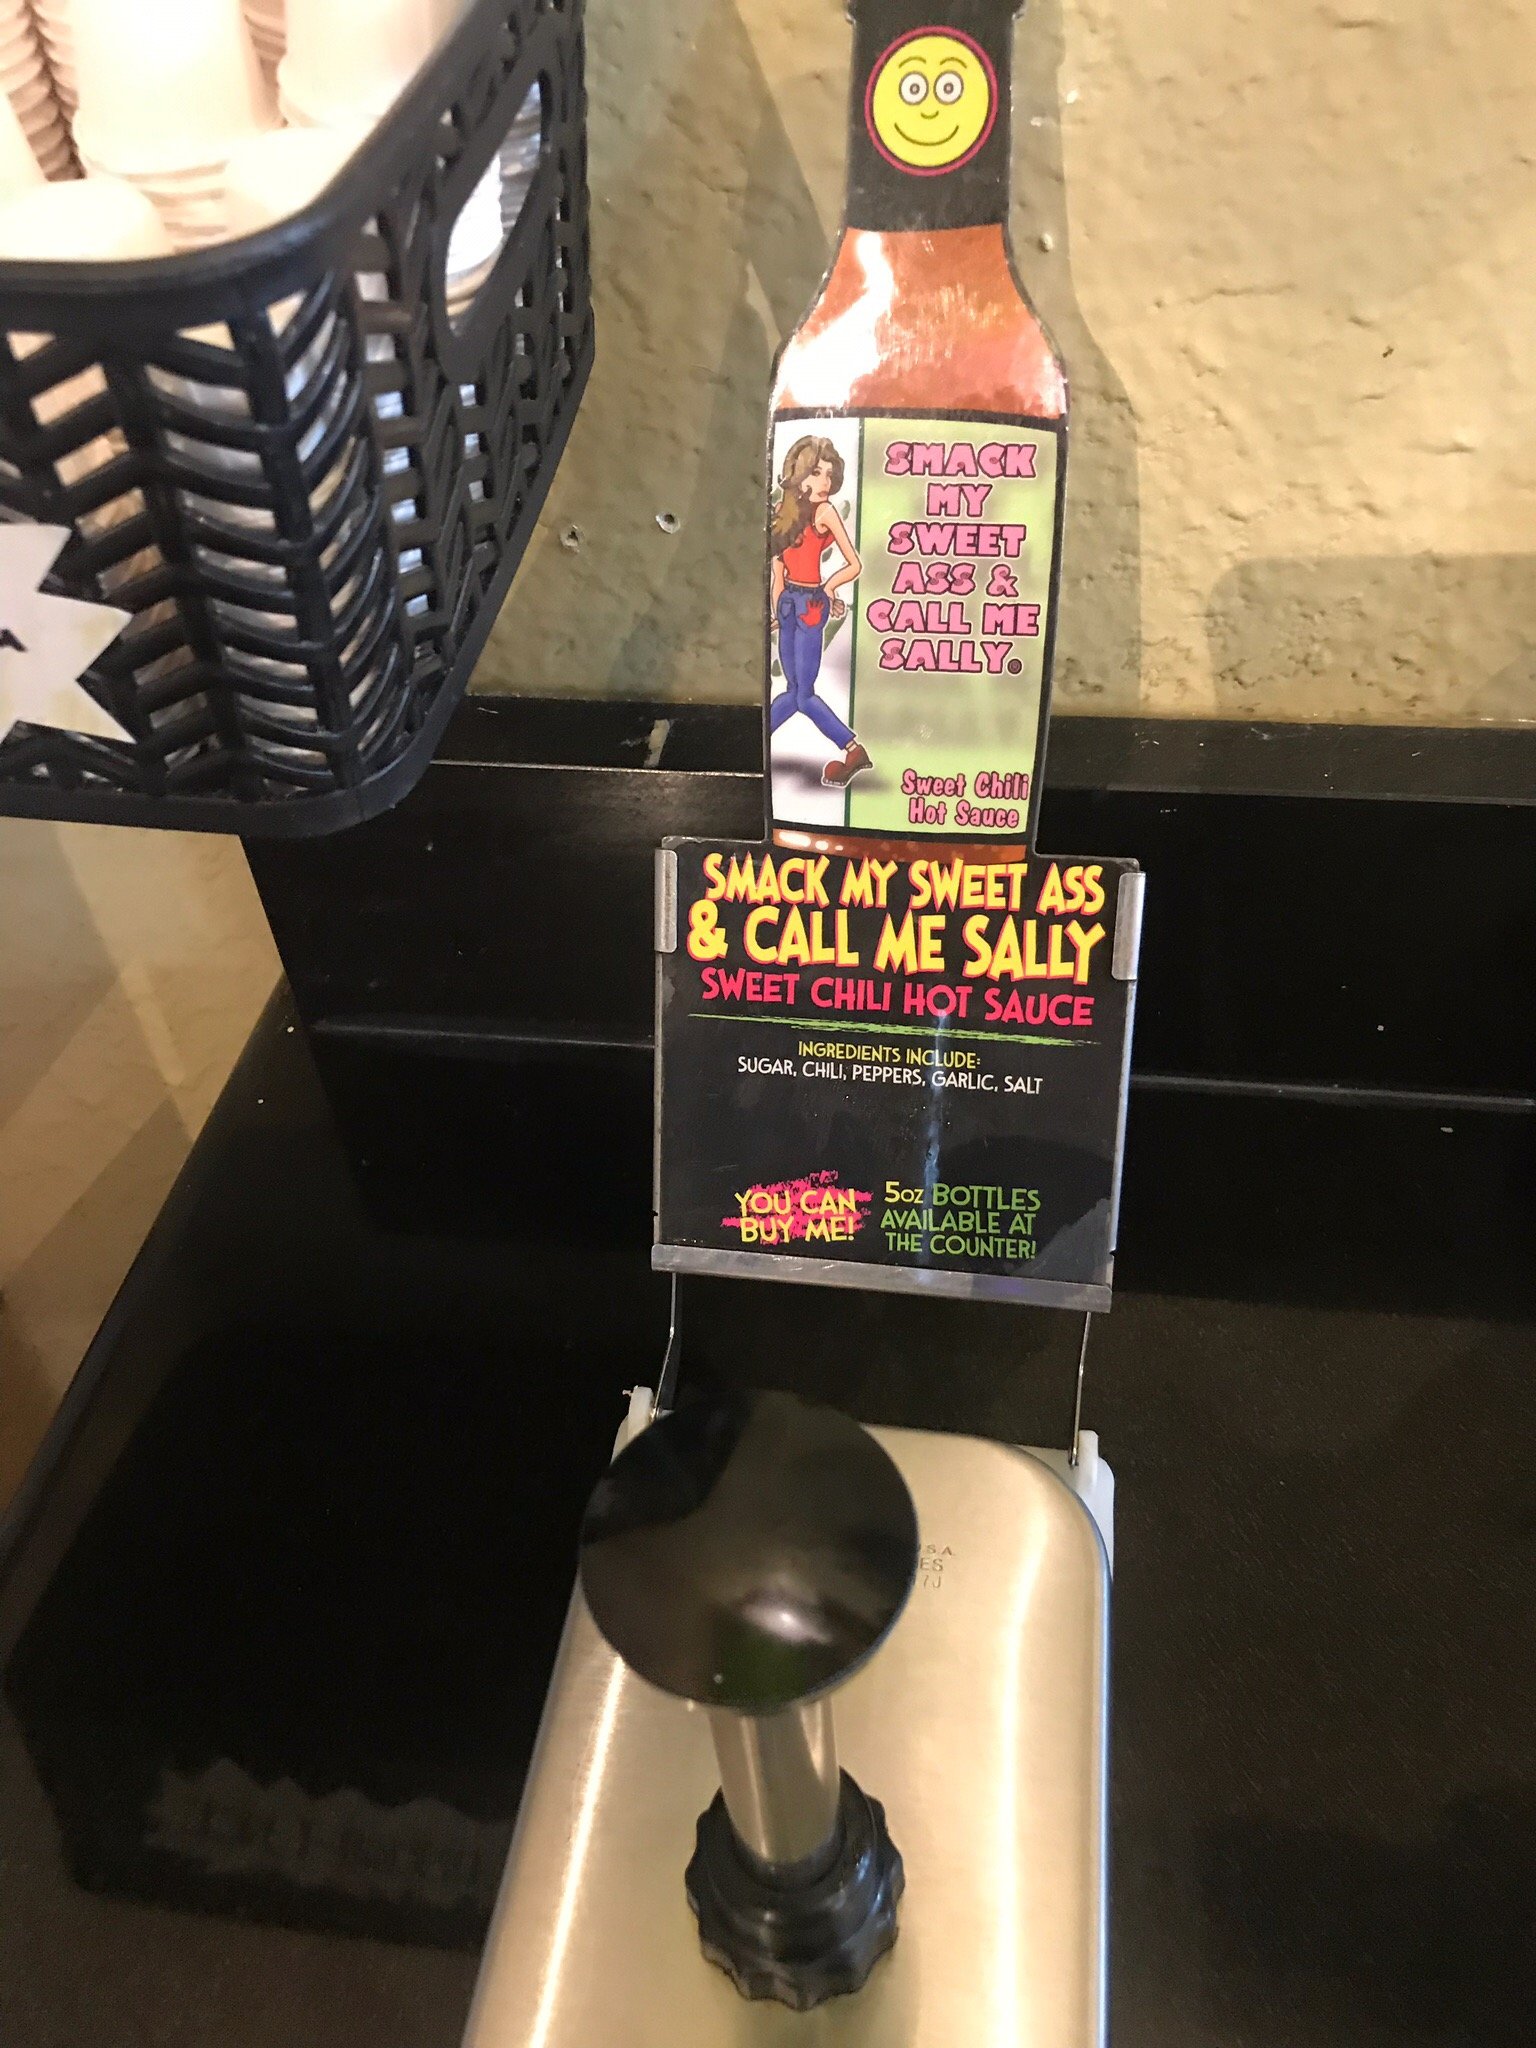 SMACK
MY
SWEET
ASS &
CALL ME
SALLY.®
Sweet Chili
Hot Sauce
SMACK MY SWEET ASS
& CALL ME SALLY
SWEET CHILI HOT SAUCE
INGREDIENTS INCLUDE:
SUGAR, CHILI, PEPPERS, GARLIC, SALT
YOU CAN
BUY ME!
5OZ BOTTLES
AVAILABLE AT
THE COUNTER!